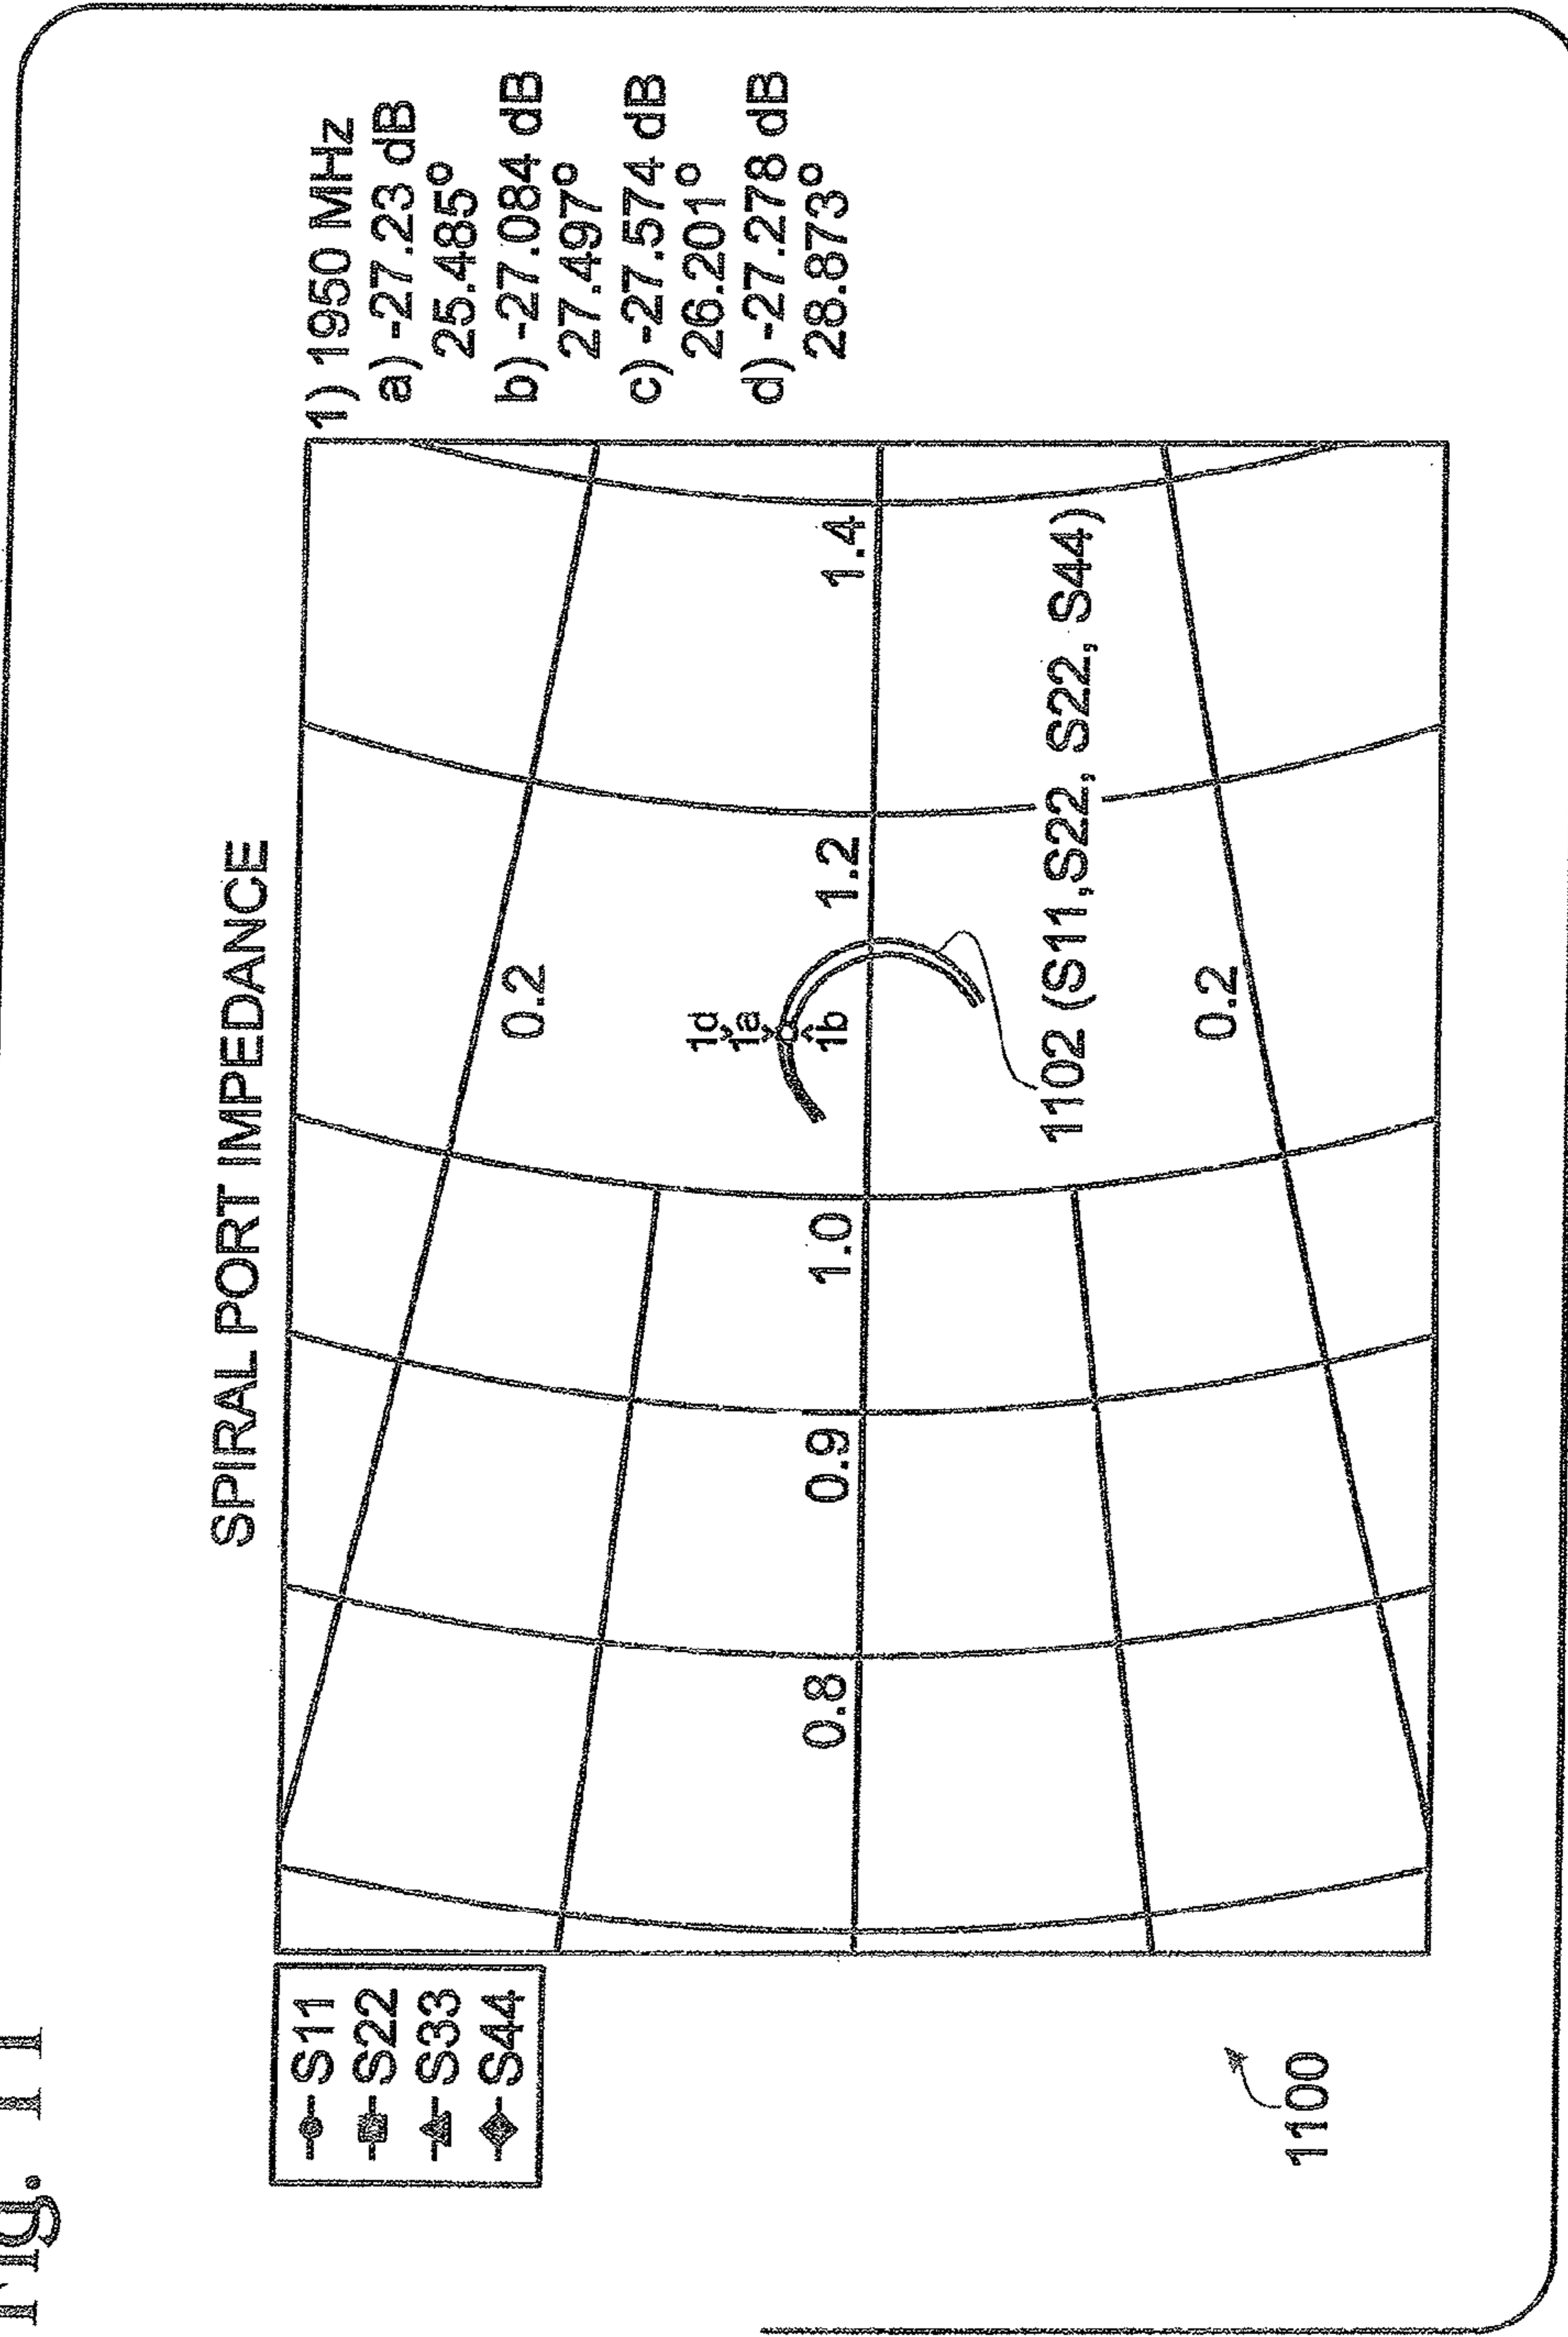 Fig. 11
SPIRAL PORT IMPEDANCE
S11
S22
S33
S44
1) 1950 MHz
a) -27.23 dB
25.485°
b) -27.084 dB
27.497°
c) -27.574 dB
26.201°
d) -27.278 dB
28.873°
0.2
1d
1a
1b
0.8
0.9
1.0
1.2
1.4
1102 (S11,S22, S22, S44)
0.2
1100